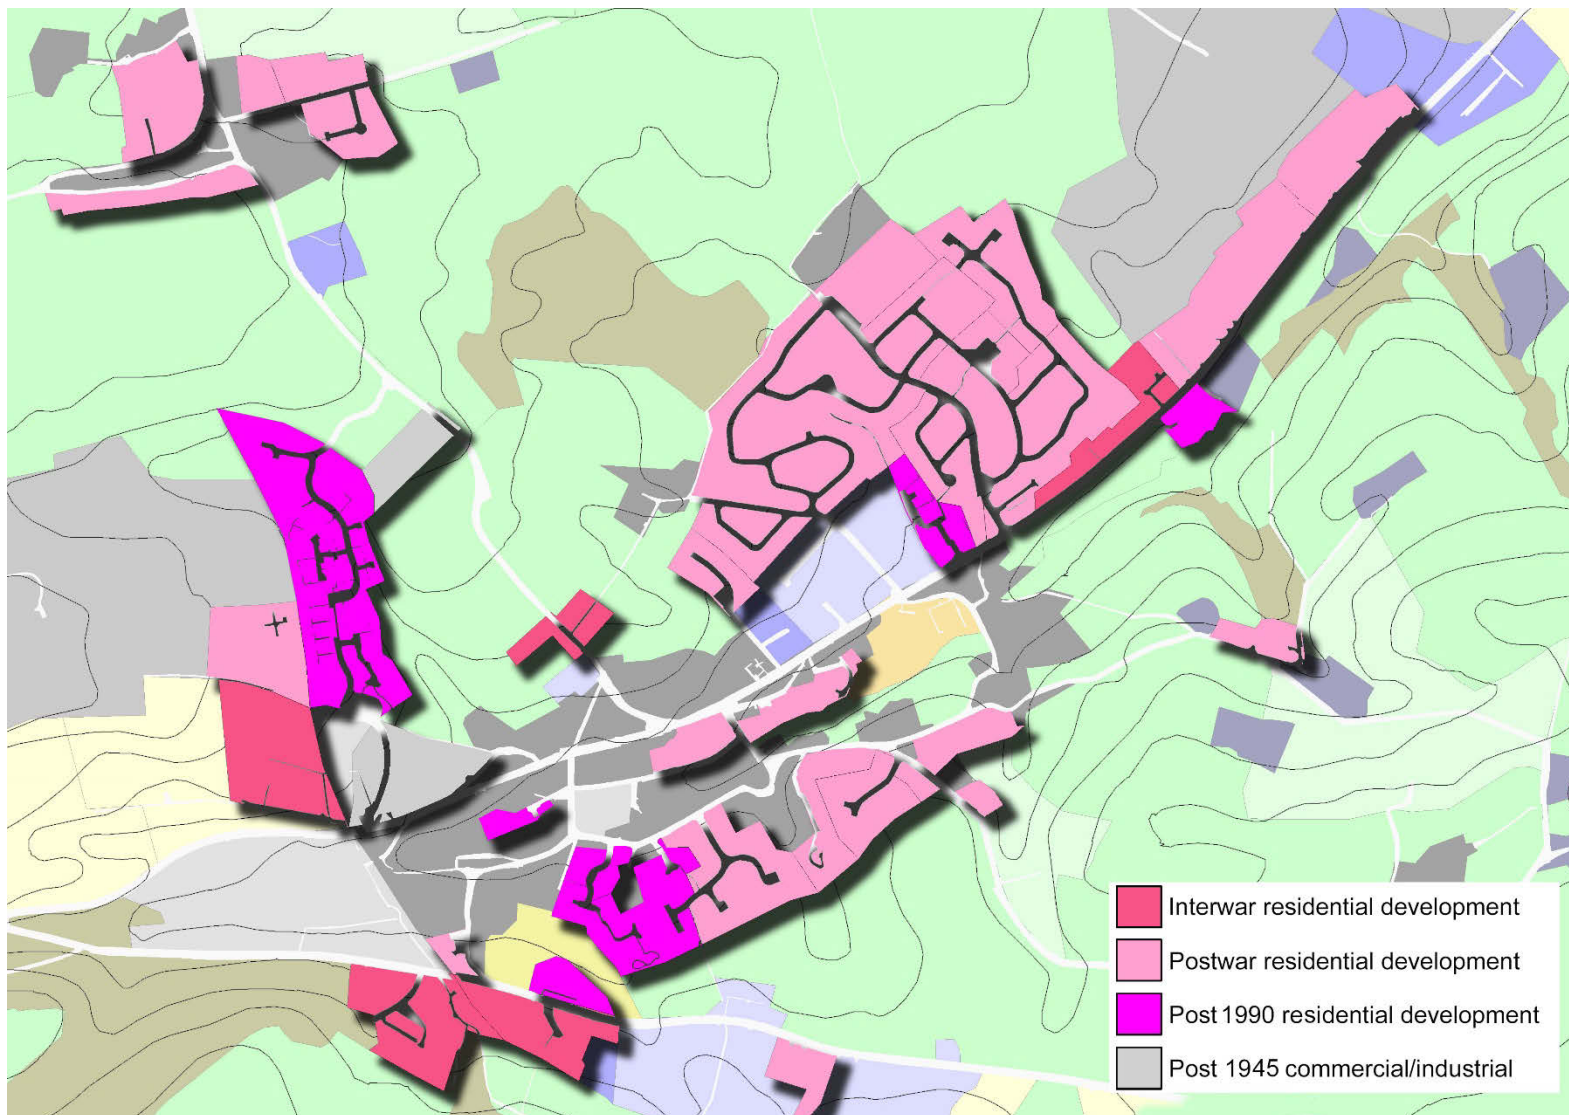 Interwar residential development
Postwar residential development
Post 1990 residential development
Post 1945 commercial/industrial